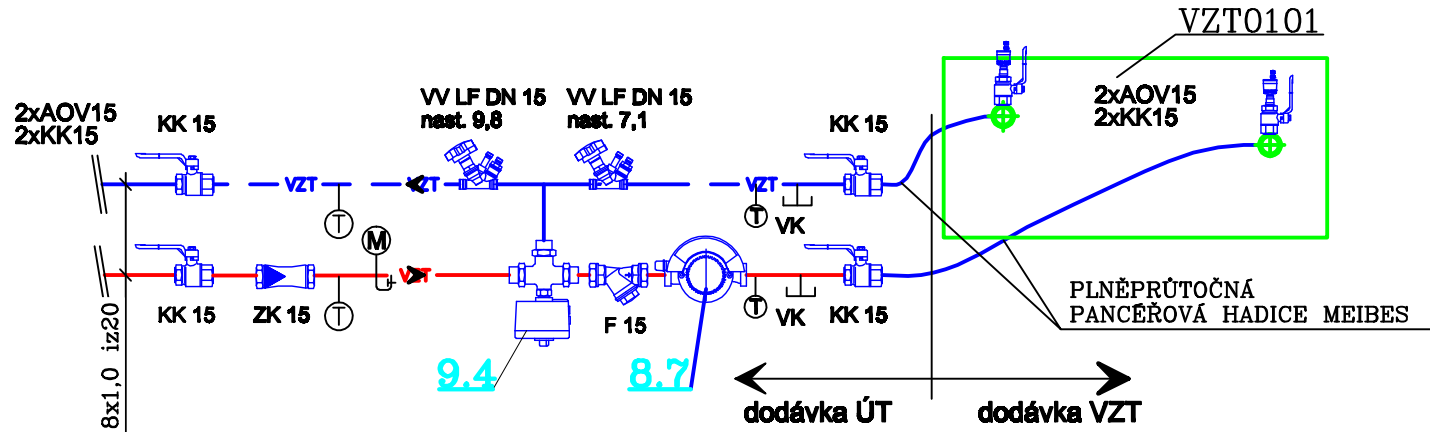 VZT0101
2xAOV15
2xKK15
KK 15
VV LF DN 15
nast. 9,8
VV LF DN 15
nast. 7,1
KK 15
2xAOV15
2xKK15
VZT
VZT
VZT
T
T
VK
M
VZT
KK 15
ZK 15
T
F 15
T
VK
KK 15
PLNĚPRŮTOČNÁ
PANCÉŘOVÁ HADICE MEIBES
8x1,0 iz20
9.4
8.7
dodávka ÚT
dodávka VZT